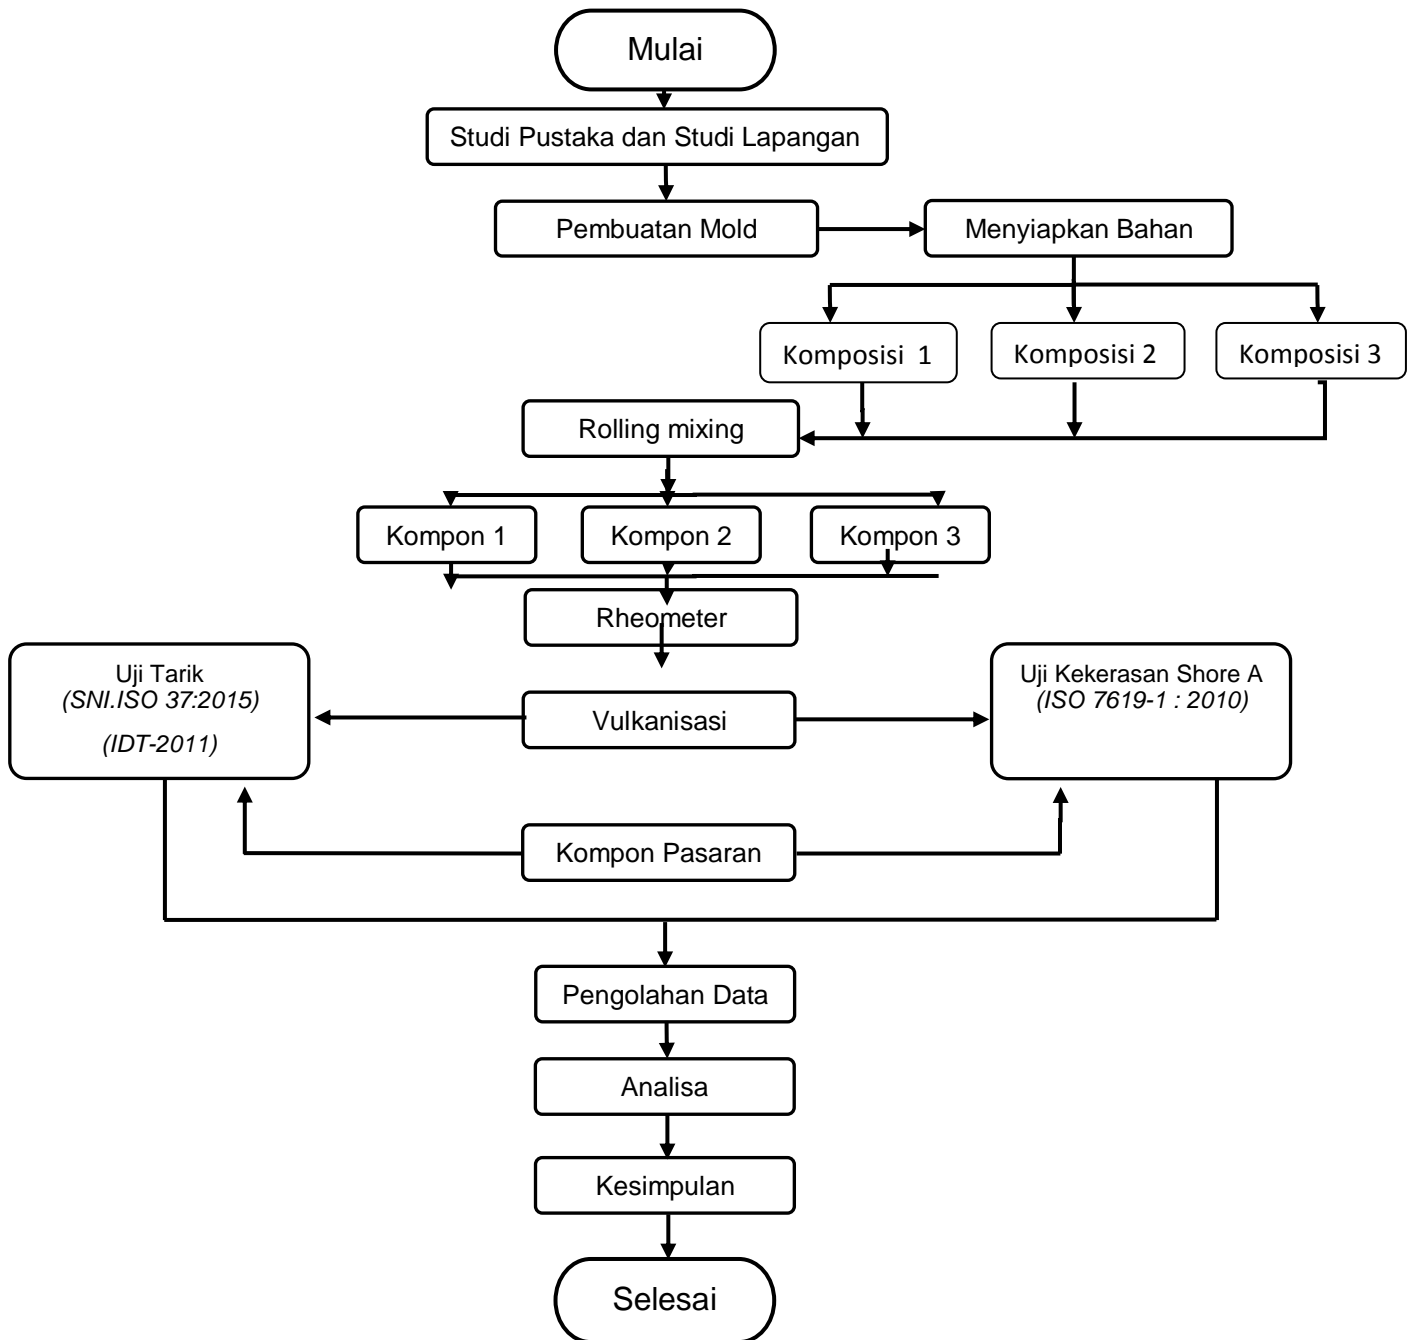 Mulai
Studi Pustaka dan Studi Lapangan
Pembuatan Mold
Menyiapkan Bahan
Komposisi  1
Komposisi 2
Komposisi 3
Rolling mixing
Kompon 1
Kompon 2
Kompon 3
Rheometer
Uji Tarik
(SNI.ISO 37:2015)
(IDT-2011)
Vulkanisasi
Uji Kekerasan Shore A
(ISO 7619-1 : 2010)
Kompon Pasaran
Pengolahan Data
Analisa
Kesimpulan
Selesai